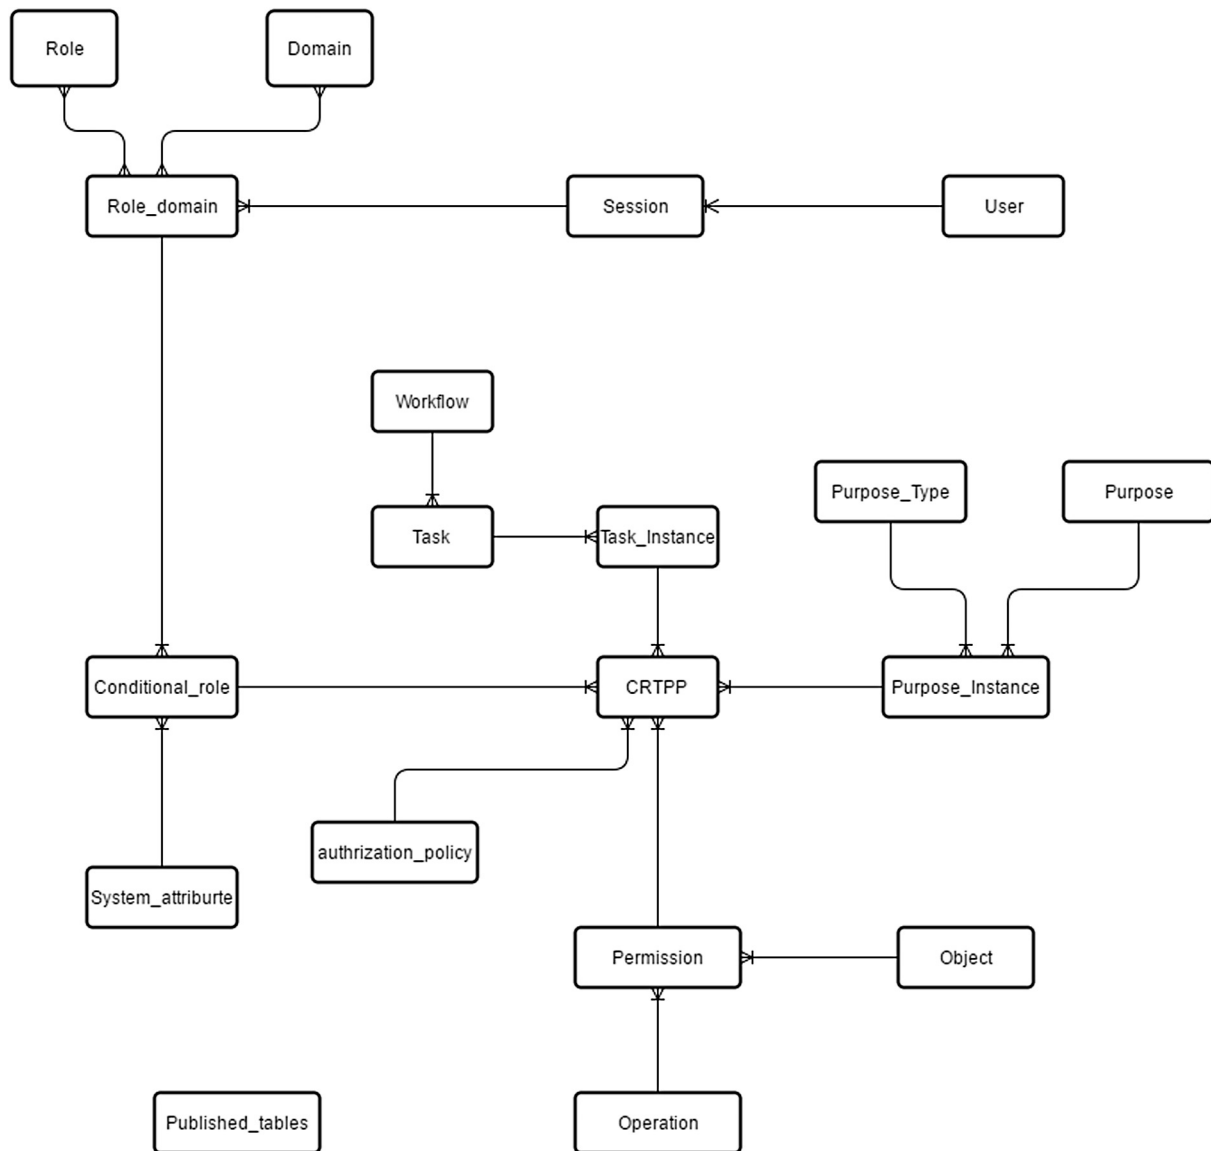 Role
Domain
Role_domain
Session
User
Workflow
Purpose_Type
Purpose
Task
Task_Instance
Conditional_role
CRTPP
Purpose_Instance
authrization_policy
System_attriburte
Permission
Object
Published_tables
Operation